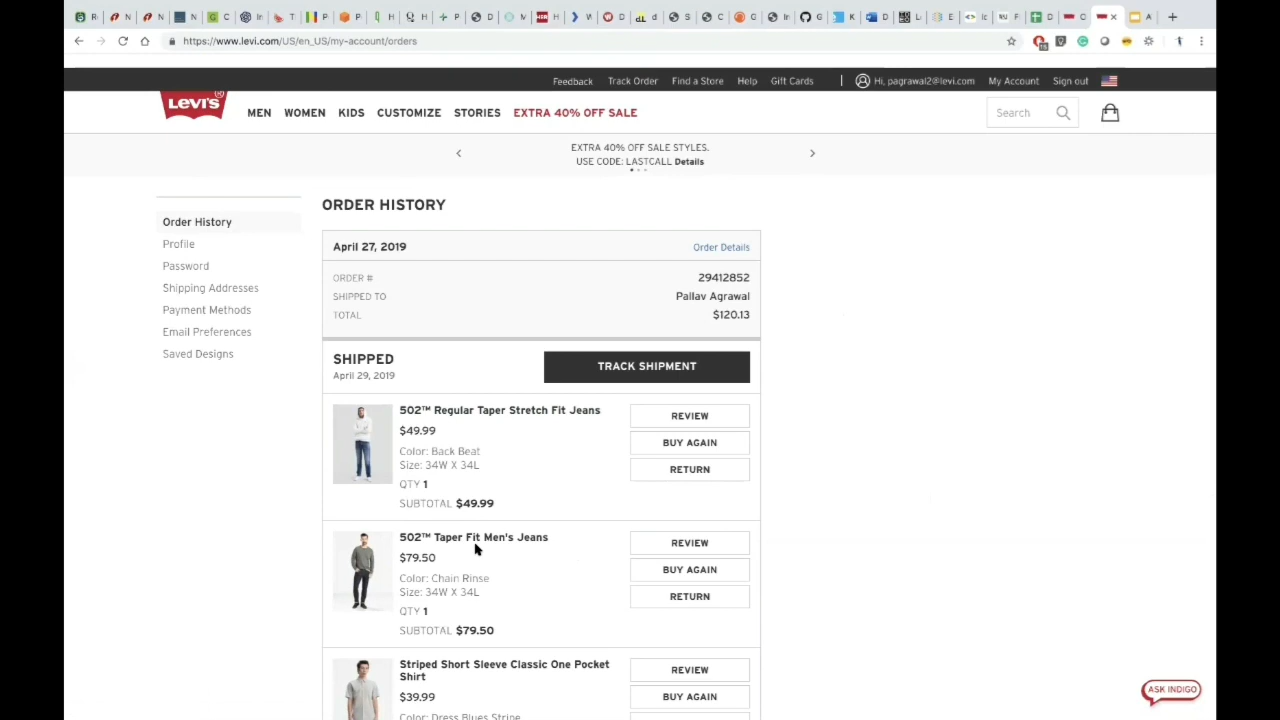 https://www.levi.com/US/en_US/my-account/orders
Feedback Track Order Find a Store Help Gift Cards Hi, pagrawal2@levi.com My Account Sign out
LEVI'S® MEN WOMEN KIDS CUSTOMIZE STORIES EXTRA 40% OFF SALE Search
EXTRA 40% OFF SALE STYLES.
USE CODE: LASTCALL Details
ORDER HISTORY
Order History
Profile
Password
Shipping Addresses
Payment Methods
Email Preferences
Saved Designs
April 27, 2019 Order Details
ORDER # 29412852
SHIPPED TO Pallav Agrawal
TOTAL $120.13
SHIPPED
April 29, 2019
TRACK SHIPMENT
502™ Regular Taper Stretch Fit Jeans
$49.99
Color: Back Beat
Size: 34W X 34L
QTY 1
SUBTOTAL $49.99
REVIEW
BUY AGAIN
RETURN
502™ Taper Fit Men's Jeans
$79.50
Color: Chain Rinse
Size: 34W X 34L
QTY 1
SUBTOTAL $79.50
REVIEW
BUY AGAIN
RETURN
Striped Short Sleeve Classic One Pocket
Shirt
$39.99
Color: Dress Blues Stripe
REVIEW
BUY AGAIN
ASK INDIGO